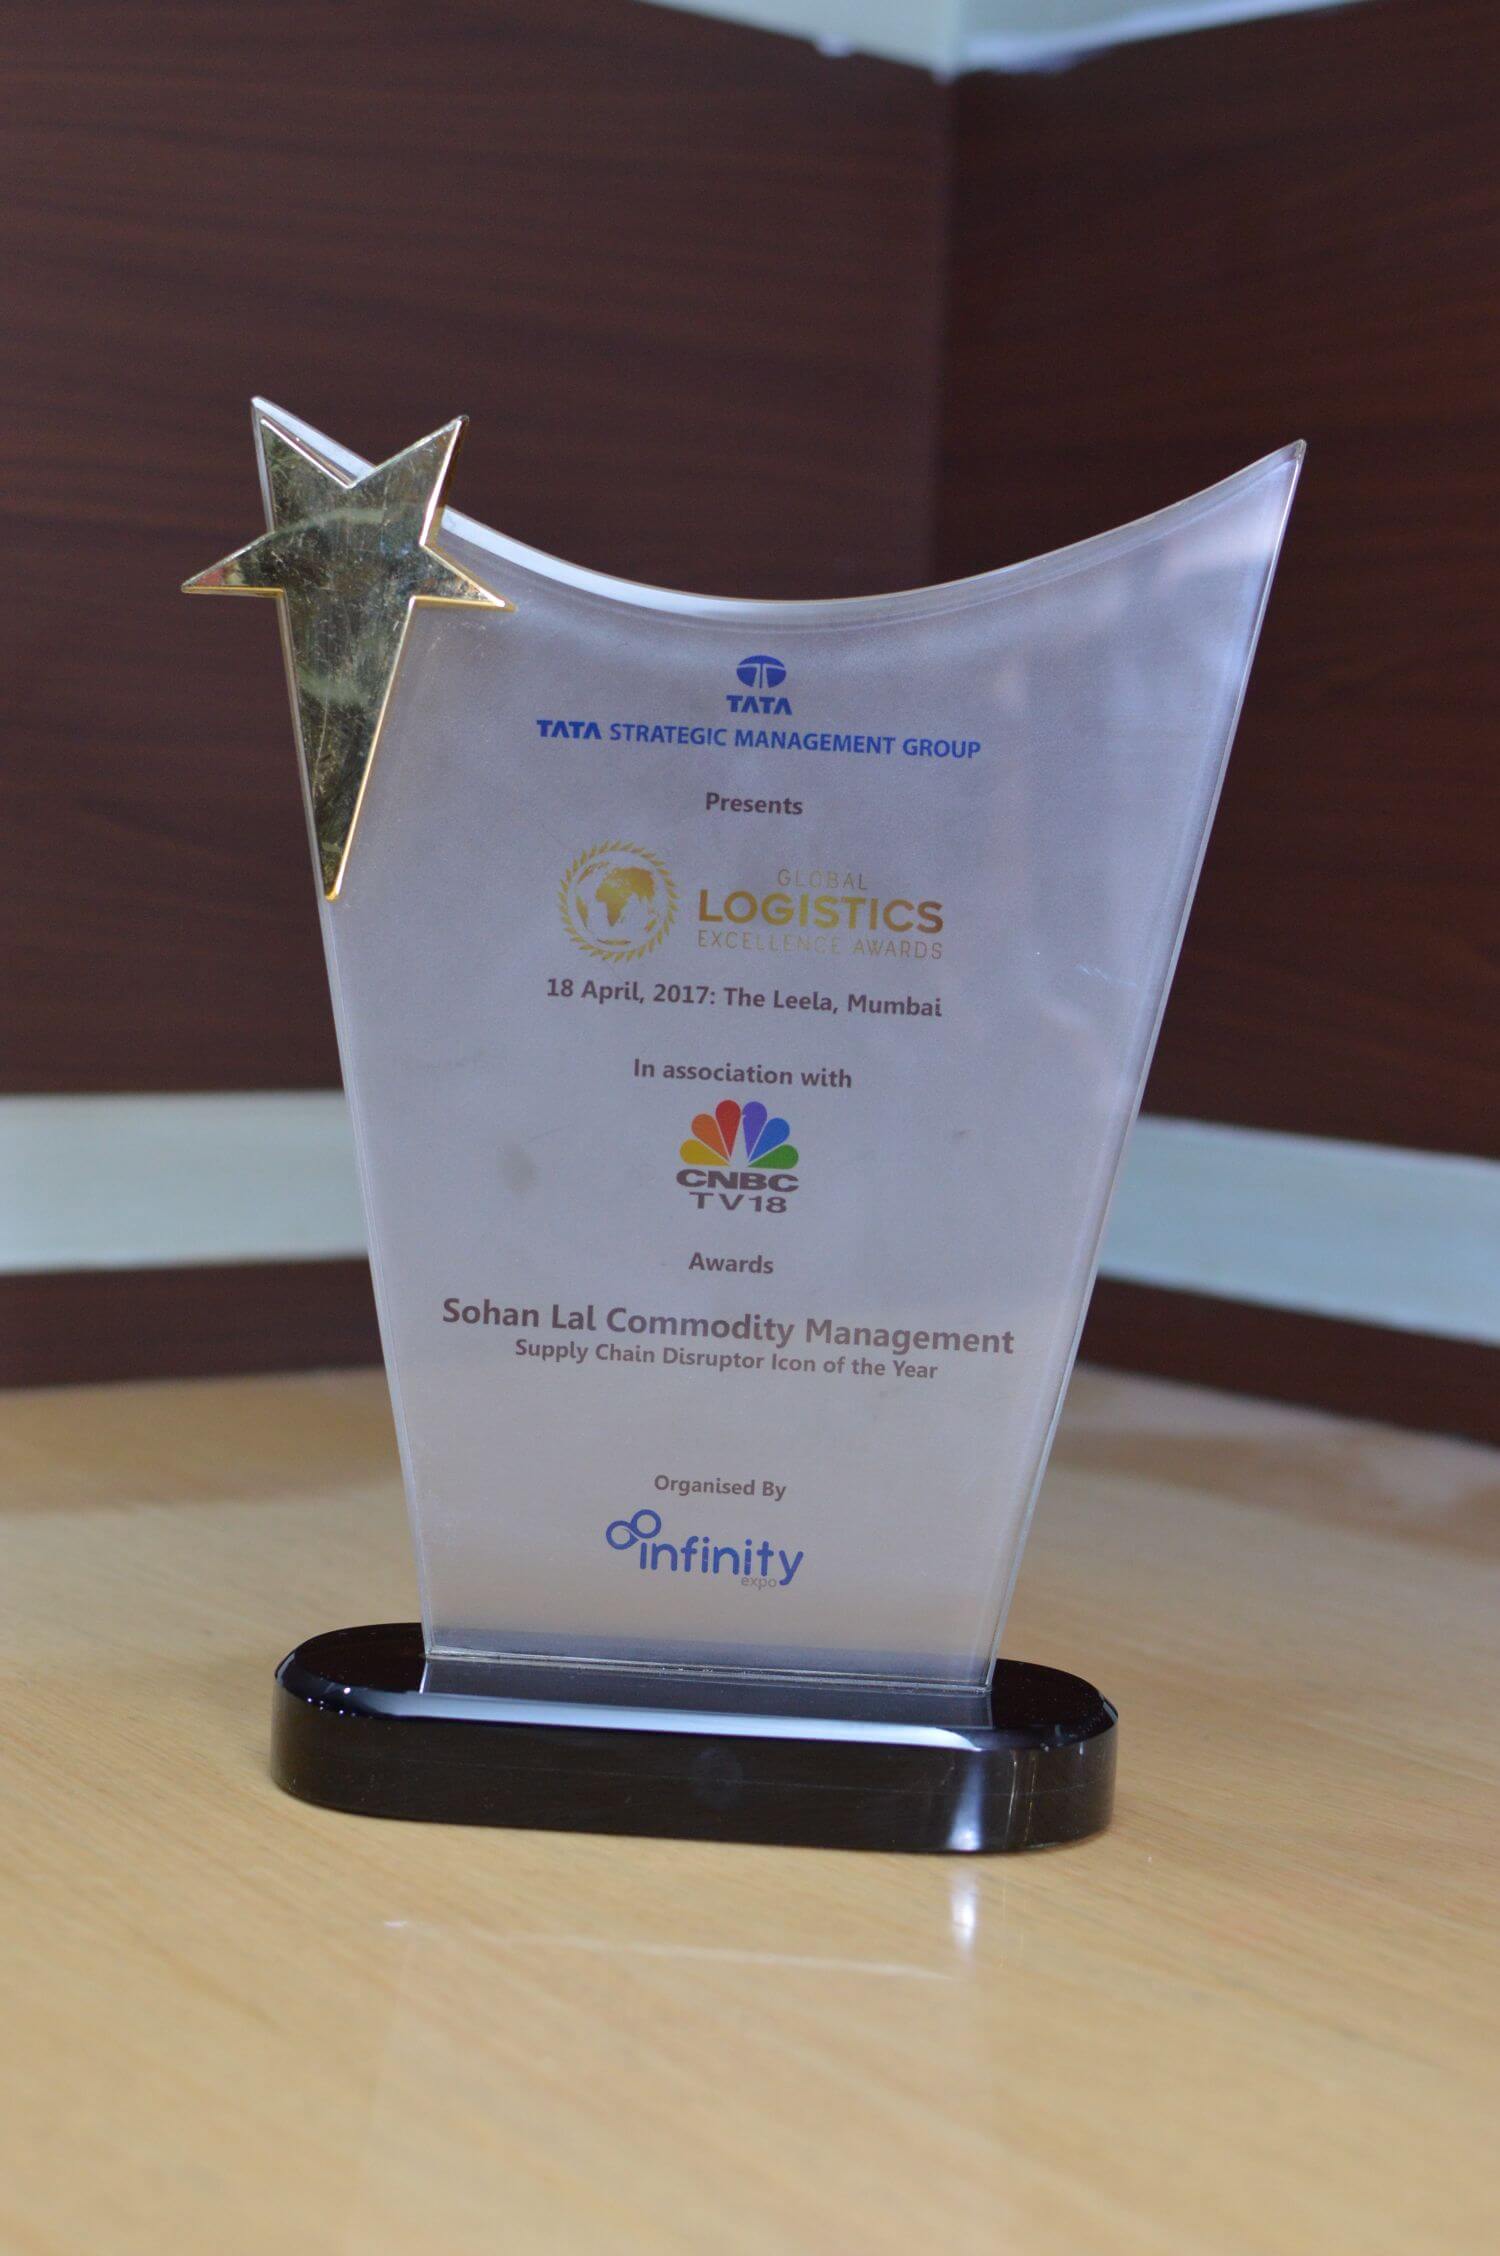 TATA
TATA STRATEGIC MANAGEMENT GROUP
Presents
GLOBAL
LOGISTICS
EXCELLENCE AWARDS
18 April, 2017: The Leela, Mumbai
In association with
CNBC
TV18
Awards
Sohan Lal Commodity Management
Supply Chain Disruptor Icon of the Year
Organised By
infinity
expo